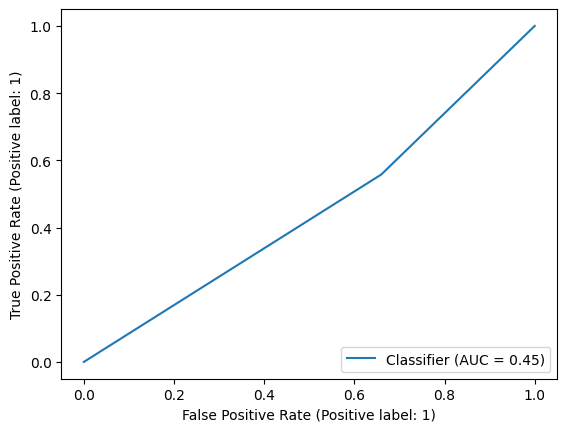 True Positive Rate (Positive label: 1)
1.0
0.8
0.6
0.4
0.2
0.0
Classifier (AUC = 0.45)
0.0 0.2 0.4 0.6 0.8 1.0
False Positive Rate (Positive label: 1)